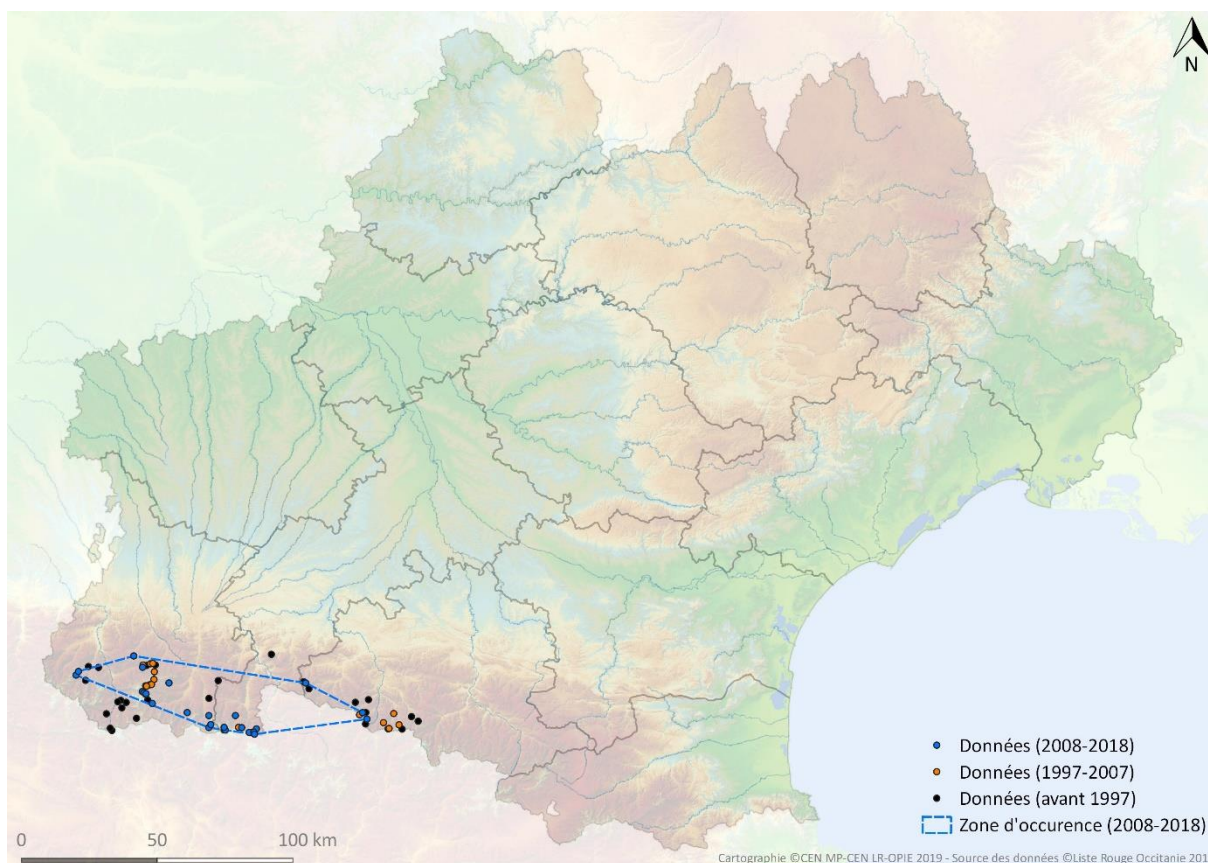 N
Données (2008-2018)
Données (1997-2007)
Données (avant 1997)
Zone d'occurence (2008-2018)
0 50 100 km
Cartographie ©CEN MP-CEN LR-OPIE 2019 - Source des données ©Liste Rouge Occitanie 201